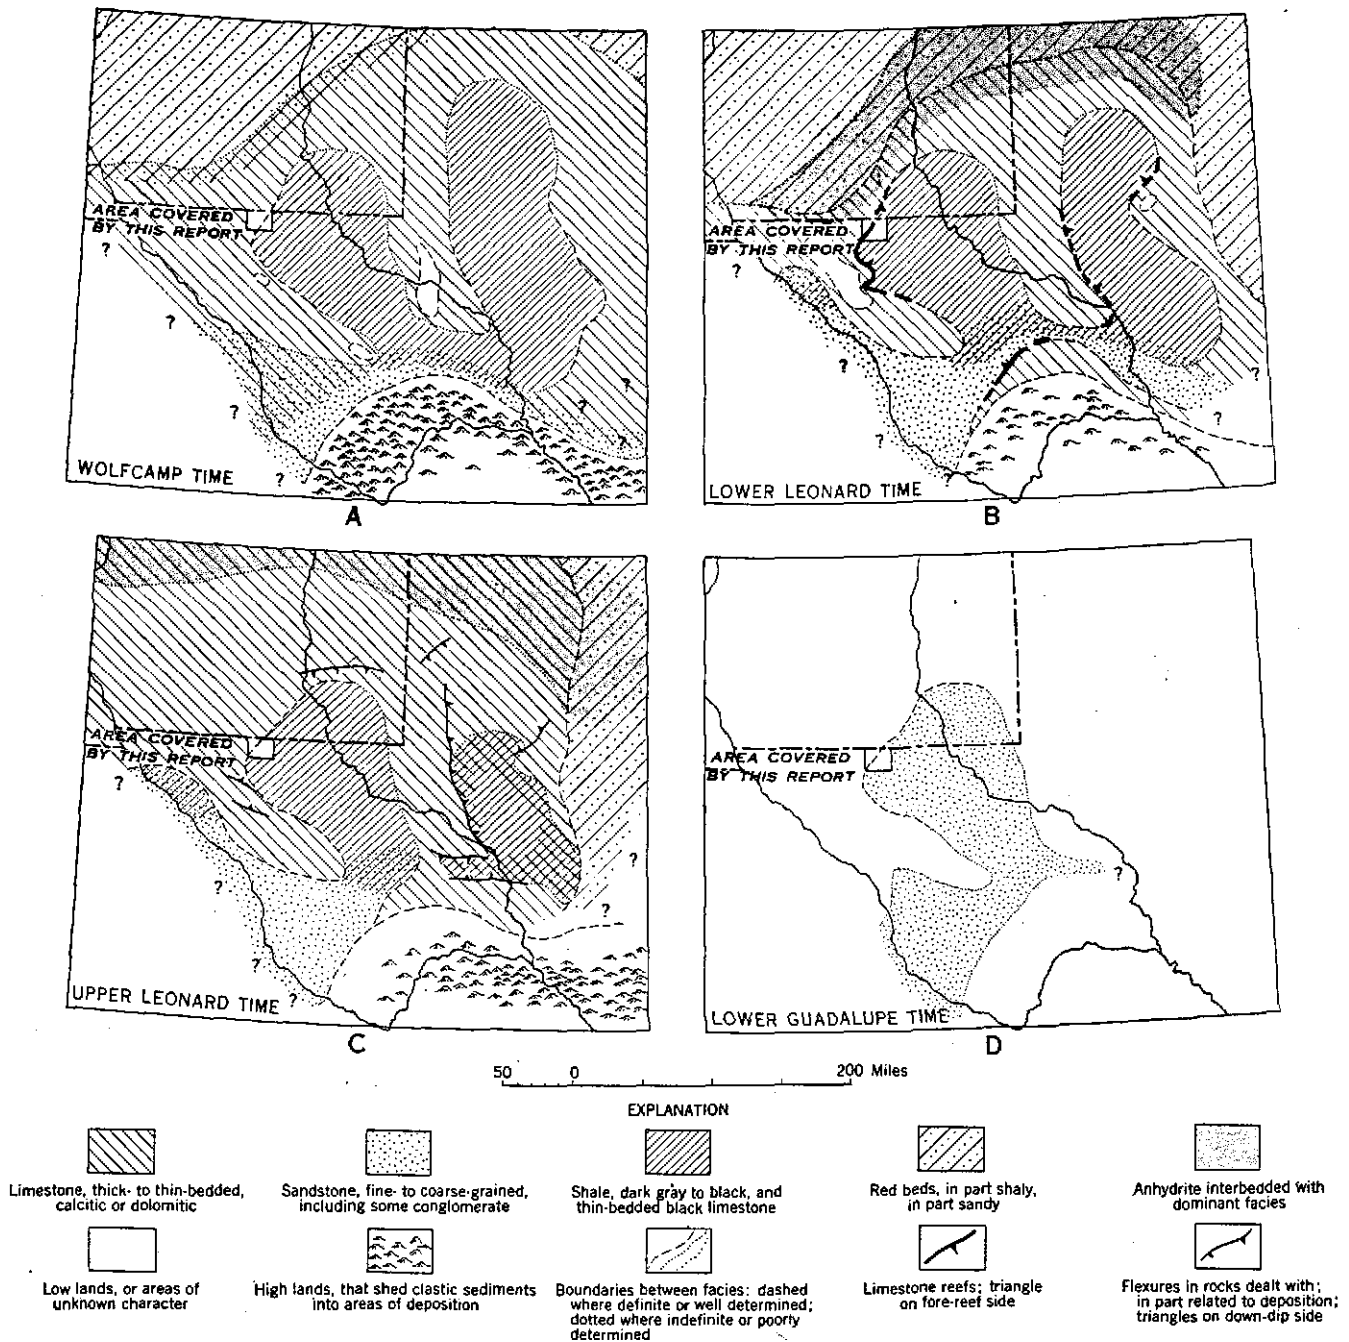 AREA COVERED
BY THIS REPORT
?
?
?
?
?
?
?
WOLFCAMP TIME
A
AREA COVERED
BY THIS REPORT
?
?
?
?
?
?
LOWER LEONARD TIME
B
AREA COVERED
BY THIS REPORT
?
?
?
?
?
?
UPPER LEONARD TIME
C
AREA COVERED
BY THIS REPORT
?
LOWER GUADALUPE TIME
D
50 0 200 Miles
EXPLANATION
Limestone, thick- to thin-bedded,
calcitic or dolomitic
Sandstone, fine- to coarse-grained,
including some conglomerate
Shale, dark gray to black, and
thin-bedded black limestone
Red beds, in part shaly,
in part sandy
Anhydrite interbedded with
dominant facies
Low lands, or areas of
unknown character
High lands, that shed clastic sediments
into areas of deposition
Boundaries between facies: dashed
where definite or well determined;
dotted where indefinite or poorly
determined
Limestone reefs; triangle
on fore-reef side
Flexures in rocks dealt with;
in part related to deposition;
triangles on down-dip side